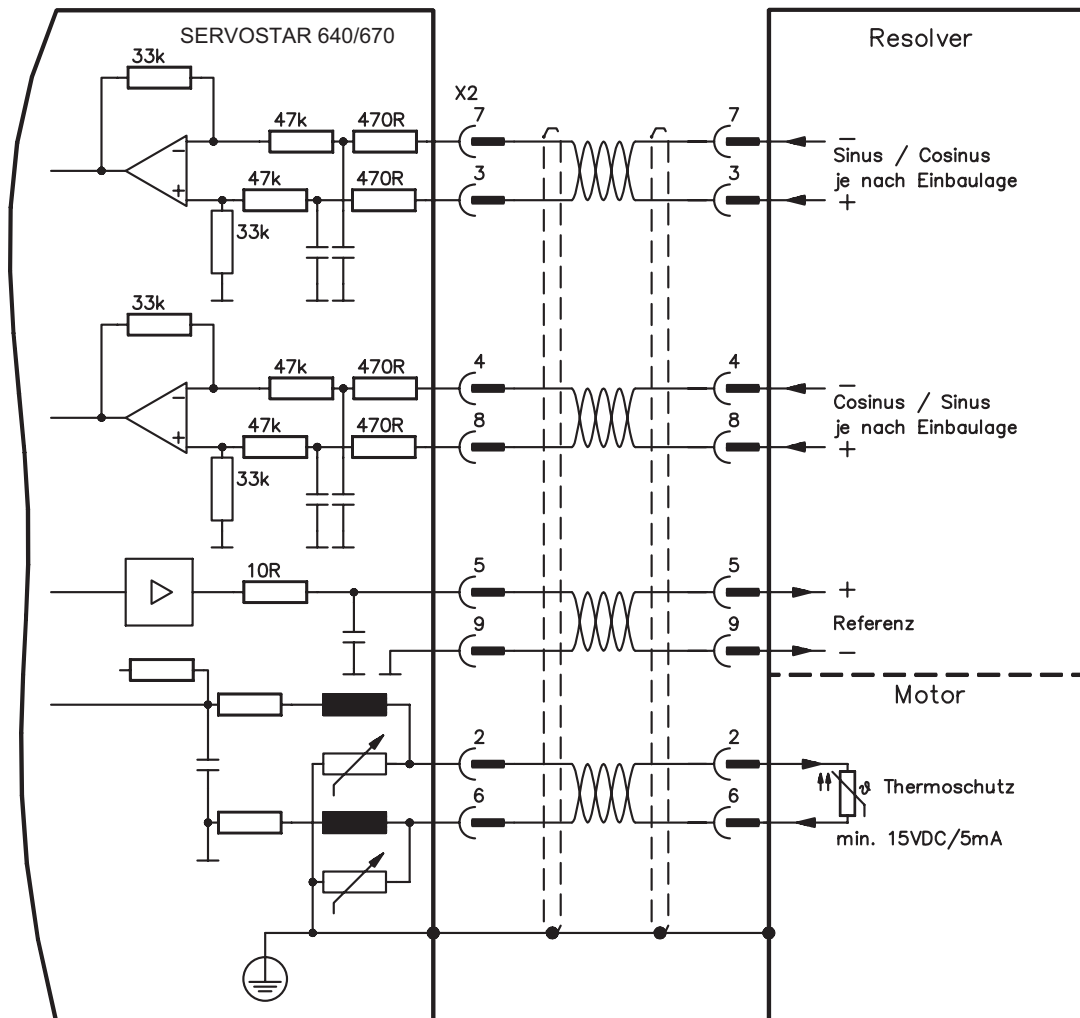 SERVOSTAR 640/670
Resolver
33k
X2
47k
470R
7
7
−
Sinus / Cosinus
47k
470R
3
3
je nach Einbaulage
+
33k
33k
47k
470R
4
4
−
Cosinus / Sinus
47k
470R
8
8
je nach Einbaulage
+
33k
10R
5
5
+
9
9
Referenz
−
Motor
2
2
ϑ Thermoschutz
6
6
min. 15VDC/5mA